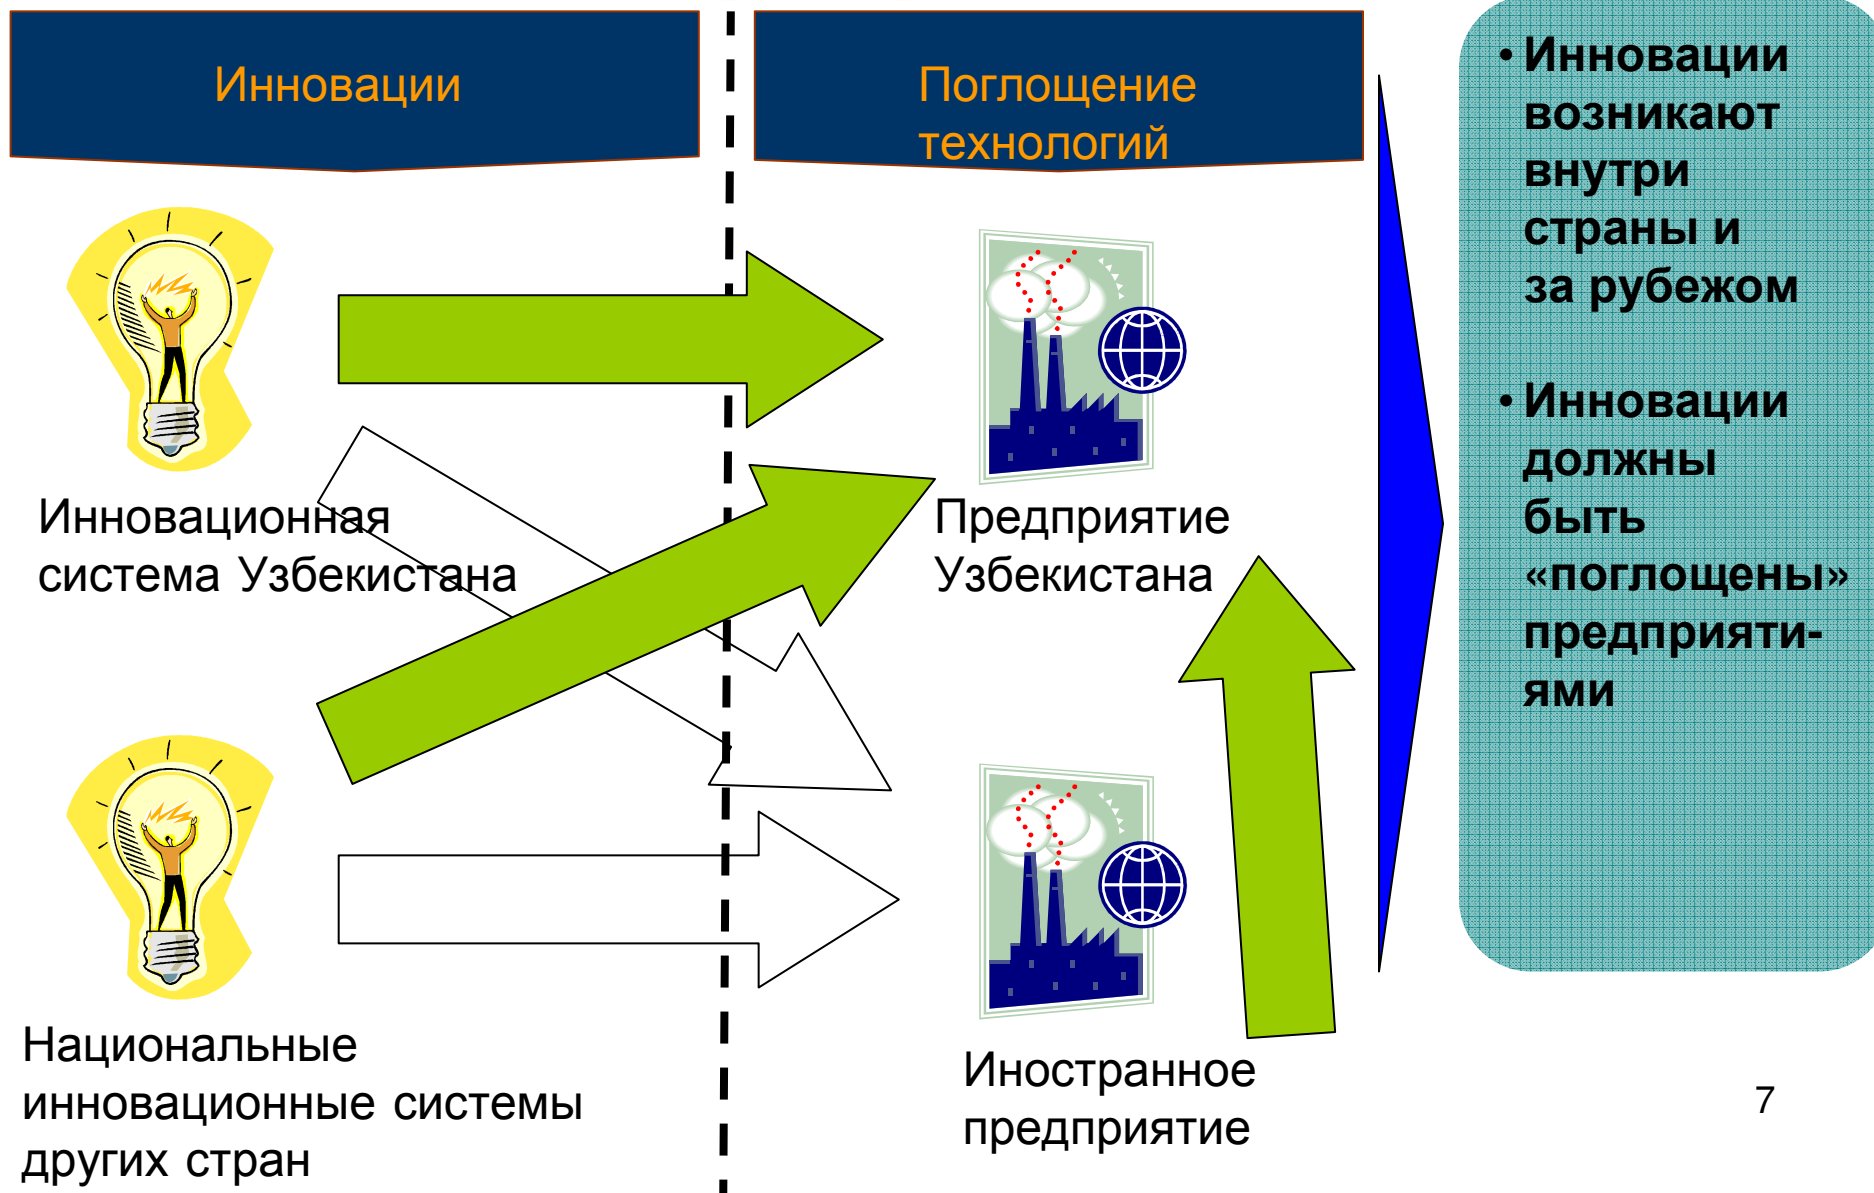 Инновации
Поглощение
технологий
Инновационная
система Узбекистана
Предприятие
Узбекистана
Национальные
инновационные системы
других стран
Иностранное
предприятие
• Инновации
возникают
внутри
страны и
за рубежом
• Инновации
должны
быть
«поглощены»
предприяти-
ями
7